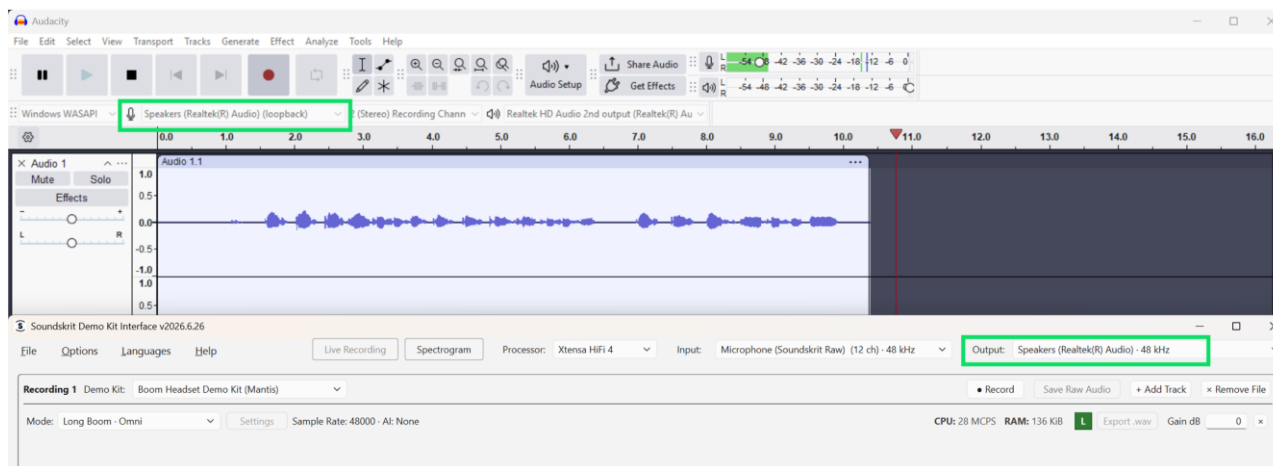 Audacity
File Edit Select View Transport Tracks Generate Effect Analyze Tools Help
Audio Setup
Share Audio
Get Effects
L R -54 -42 -36 -30 -24 -18 -12 -6 0
L R -54 -48 -42 -36 -30 -24 -18 -12 -6
Windows WASAPI Speakers (Realtek(R) Audio) (loopback) 2 (Stereo) Recording Chann Realtek HD Audio 2nd output (Realtek(R) Au
0.0 1.0 2.0 3.0 4.0 5.0 6.0 7.0 8.0 9.0 10.0 11.0 12.0 13.0 14.0 15.0 16.0
Audio 1
Audio 1.1
Mute Solo
Effects
- +
L R
1.0
0.5
0.0
-0.5
-1.0
1.0
0.5
Soundskrit Demo Kit Interface v2026.6.26
File Options Languages Help Live Recording Spectrogram Processor: Xtensa HiFi 4 Input: Microphone (Soundskrit Raw) (12 ch) · 48 kHz Output: Speakers (Realtek(R) Audio) · 48 kHz
Recording 1 Demo Kit: Boom Headset Demo Kit (Mantis) Record Save Raw Audio + Add Track × Remove File
Mode: Long Boom - Omni Settings Sample Rate: 48000 - AI: None CPU: 28 MCPS RAM: 136 KiB L Export .wav Gain dB 0 ×